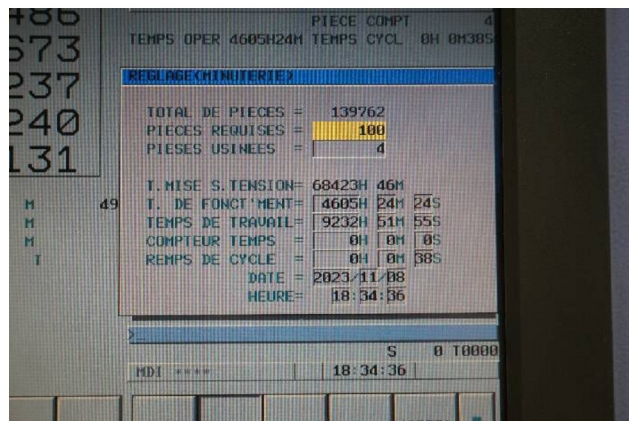 486
673
237
240
131
M 49
M
M
T
PIECE COMPT 4
TEMPS OPER 4605H24M TEMPS CYCL 0H 0M38S
REGLAGE(MINUTERIE)
TOTAL DE PIECES = 139762
PIECES REQUISES = 100
PIESES USINEES = 4
T.MISE S.TENSION= 68423H 46M
T. DE FONCT'MENT= 4605H 24M 24S
TEMPS DE TRAVAIL= 9232H 51M 55S
COMPTEUR TEMPS = 0H 0M 0S
REMPS DE CYCLE = 0H 0M 38S
DATE = 2023/11/08
HEURE= 18:34:36
>_
S 0 T0000
MDI **** 18:34:36